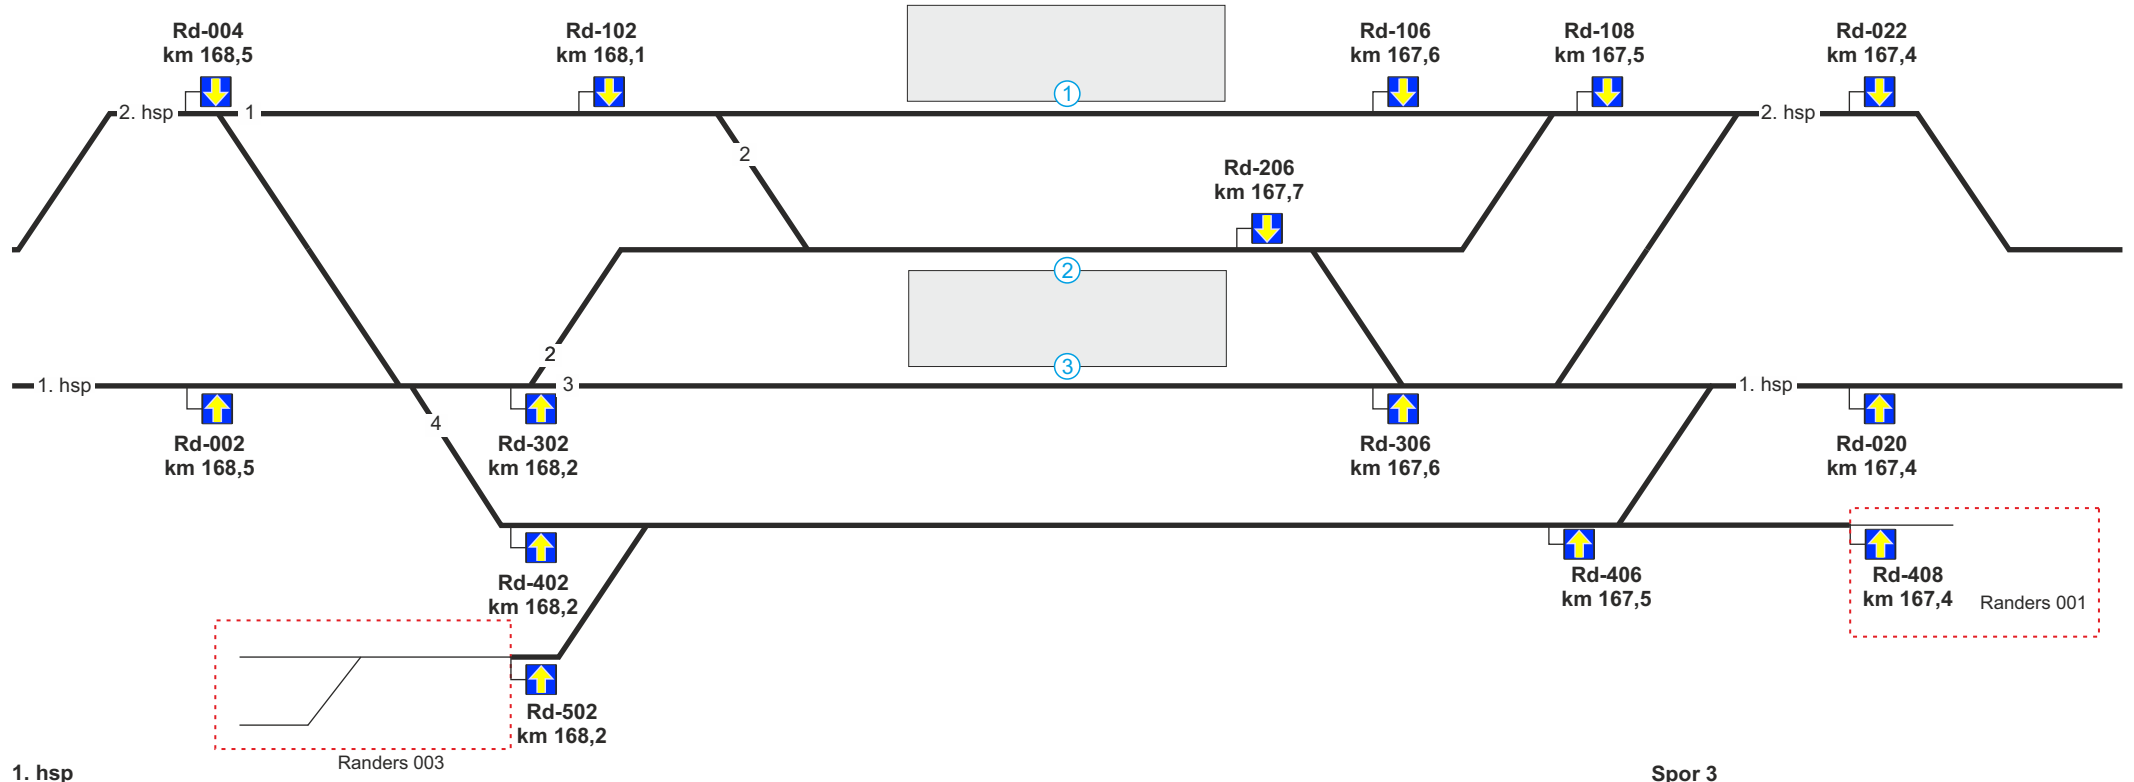 Rd-004
km 168,5
Rd-102
km 168,1
Rd-106
km 167,6
Rd-108
km 167,5
Rd-022
km 167,4
1
2. hsp
1
2. hsp
2
Rd-206
km 167,7
2
2
3
1. hsp
3
1. hsp
4
Rd-002
km 168,5
Rd-302
km 168,2
Rd-306
km 167,6
Rd-020
km 167,4
Rd-402
km 168,2
Rd-406
km 167,5
Rd-408
km 167,4
Randers 001
Rd-502
km 168,2
Randers 003
1. hsp
Spor 3